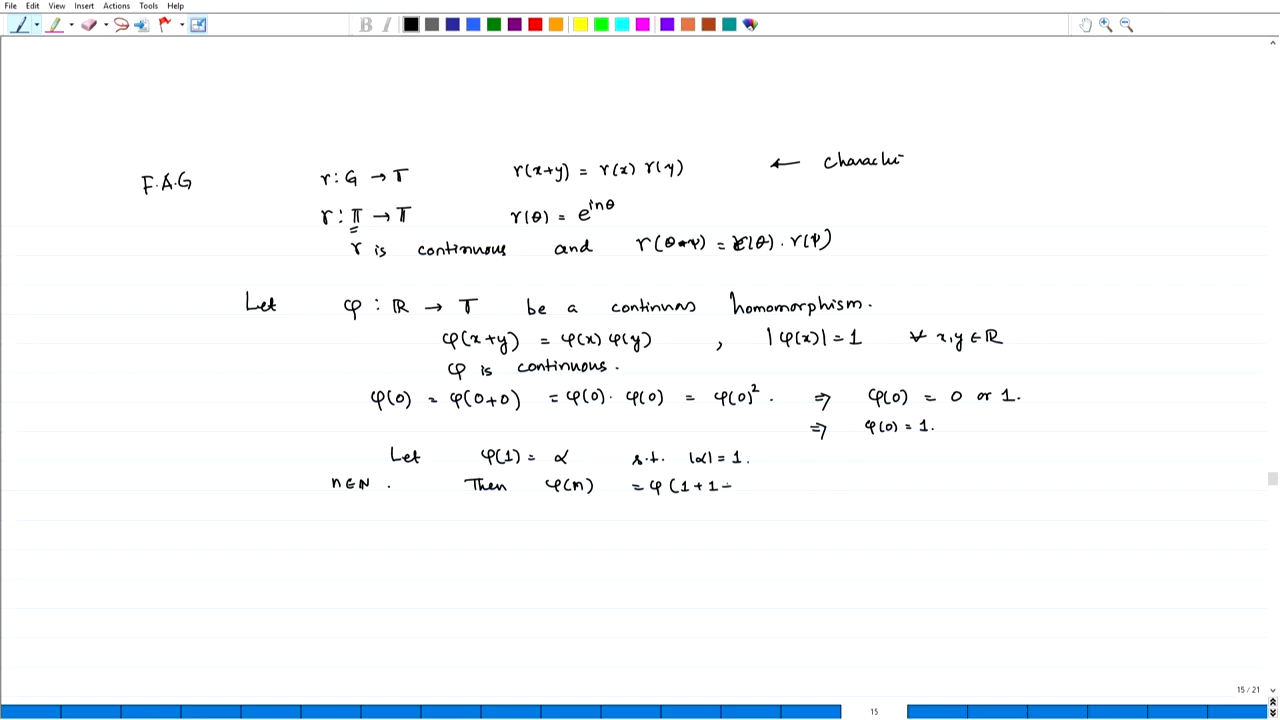 File Edit View Insert Actions Tools Help
B I
F.A.G r : G → T r(x+y) = r(x) r(y) ← characte
r : T → T r(θ) = e^{inθ}
r is continuous and r(θ+ψ) = r(θ) . r(ψ)
Let φ : ℝ → T be a continuos homomorphism.
φ(x+y) = φ(x) φ(y) , |φ(x)| = 1 ∀ x,y ∈ ℝ
φ is continuous.
φ(0) = φ(0+0) = φ(0). φ(0) = φ(0)². ⇒ φ(0) = 0 or 1.
⇒ φ(0) = 1.
Let φ(1) = α s.t. |α| = 1.
n ∈ N . Then φ(n) = φ(1 + 1 +
15 / 21
15